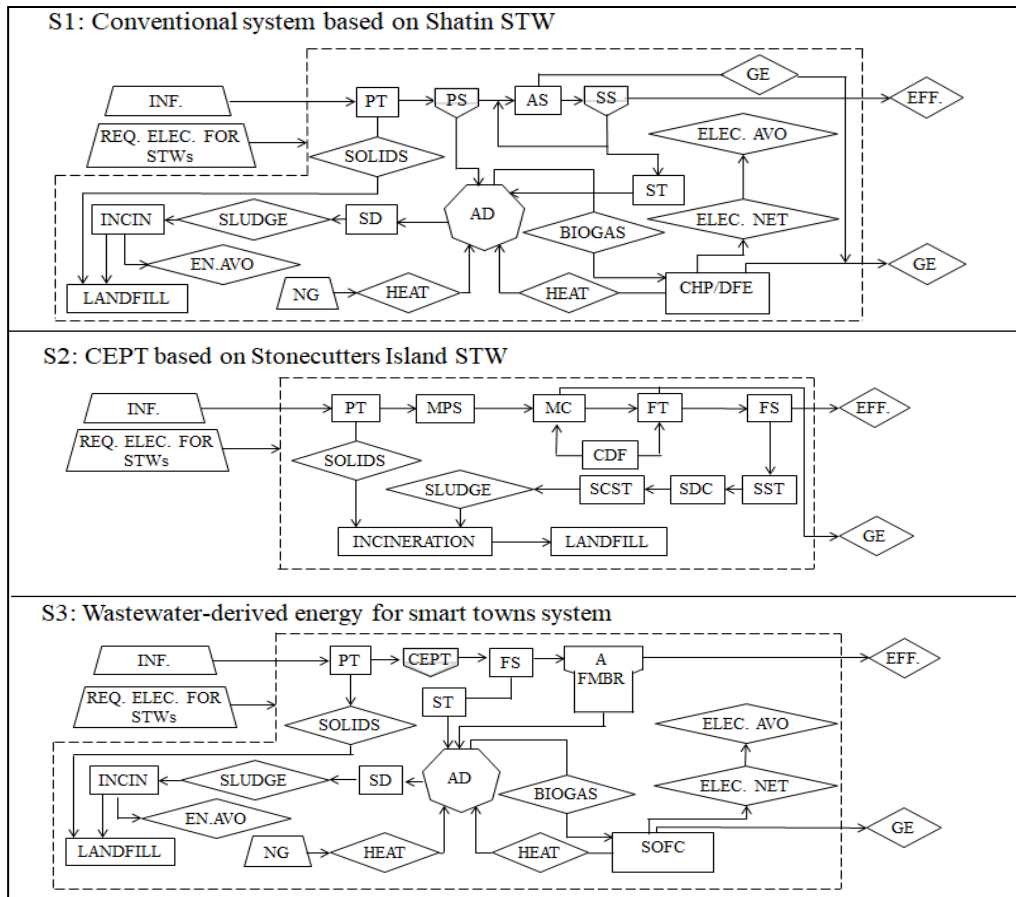 S1: Conventional system based on Shatin STW
GE
INF.
PT
PS
AS
SS
EFF.
REQ. ELEC. FOR
STWs
SOLIDS
ELEC. AVO
ST
INCIN
SLUDGE
SD
AD
BIOGAS
ELEC. NET
EN.AVO
GE
LANDFILL
NG
HEAT
HEAT
CHP/DFE
S2: CEPT based on Stonecutters Island STW
INF.
PT
MPS
MC
FT
FS
EFF.
REQ. ELEC. FOR
STWs
SOLIDS
CDF
SLUDGE
SCST
SDC
SST
INCINERATION
LANDFILL
GE
S3: Wastewater-derived energy for smart towns system
INF.
PT
CEPT
FS
A
FMBR
EFF.
REQ. ELEC. FOR
STWs
ST
SOLIDS
ELEC. AVO
INCIN
SLUDGE
SD
AD
BIOGAS
ELEC. NET
EN.AVO
GE
LANDFILL
NG
HEAT
HEAT
SOFC